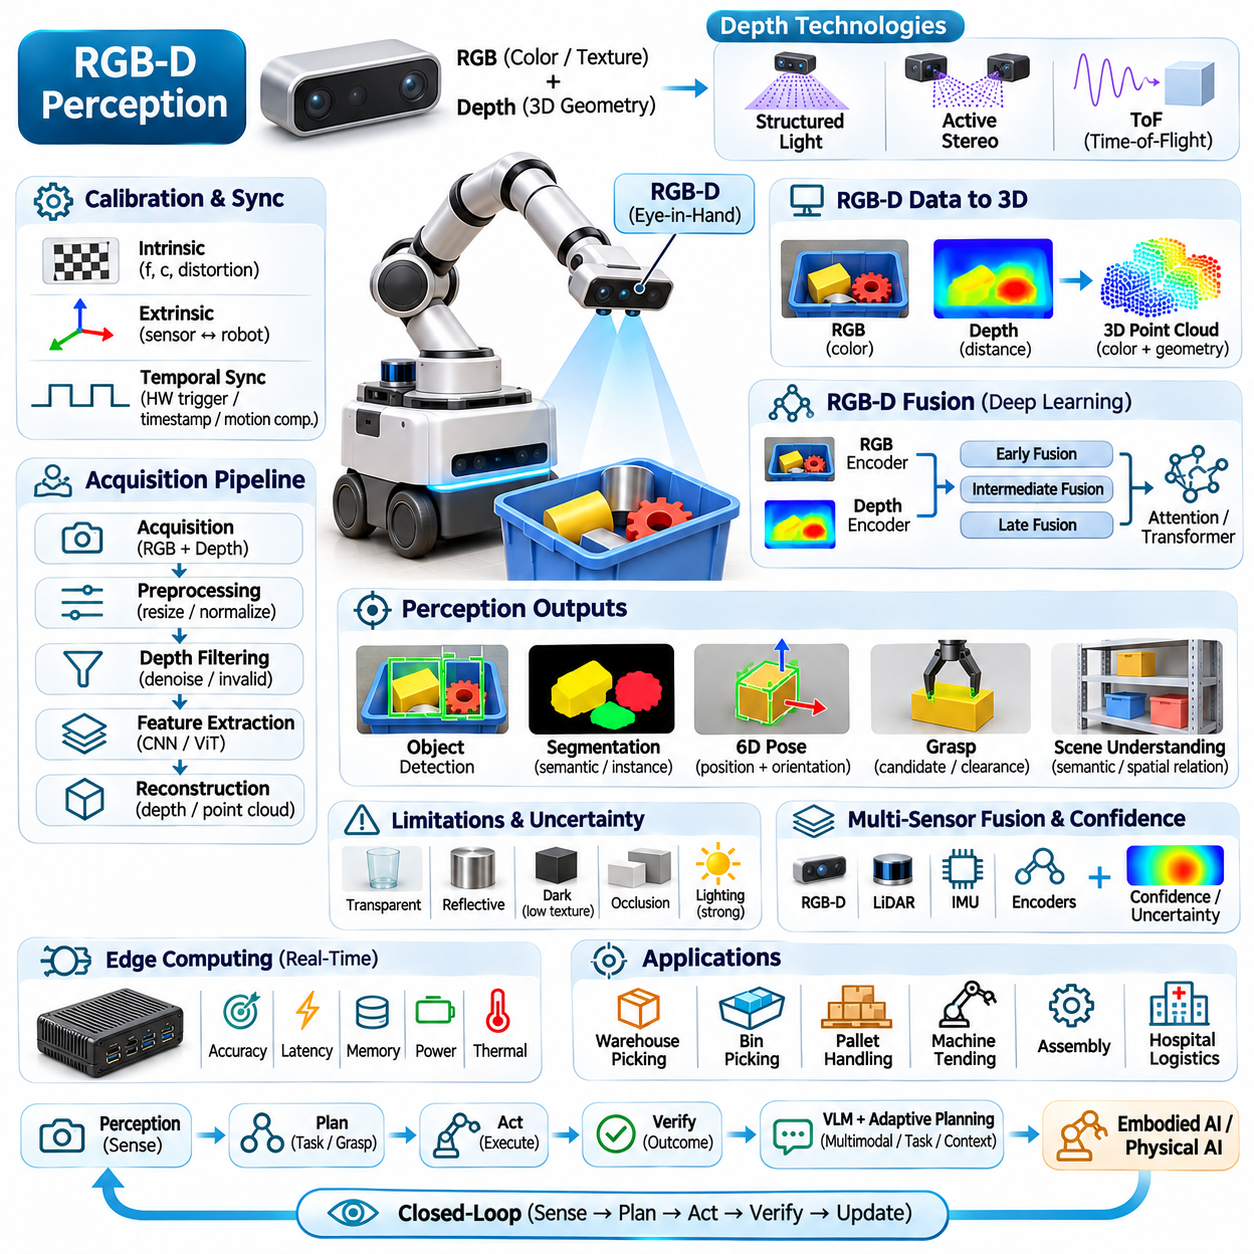 RGB-D
Perception
RGB (Color / Texture)
+
Depth (3D Geometry)
Depth Technologies
Structured
Light
Active
Stereo
ToF
(Time-of-Flight)
Calibration & Sync
Intrinsic
(f, c, distortion)
Extrinsic
(sensor ↔ robot)
Temporal Sync
(HW trigger /
timestamp / motion comp.)
RGB-D
(Eye-in-Hand)
RGB-D Data to 3D
RGB
(color)
Depth
(distance)
3D Point Cloud
(color + geometry)
RGB-D Fusion (Deep Learning)
RGB
Encoder
Depth
Encoder
Early Fusion
Intermediate Fusion
Late Fusion
Attention /
Transformer
Acquisition Pipeline
Acquisition
(RGB + Depth)
Preprocessing
(resize / normalize)
Depth Filtering
(denoise / invalid)
Feature Extraction
(CNN / ViT)
Reconstruction
(depth / point cloud)
Perception Outputs
Object
Detection
Segmentation
(semantic / instance)
6D Pose
(position + orientation)
Grasp
(candidate / clearance)
Scene Understanding
(semantic / spatial relation)
Limitations & Uncertainty
Transparent
Reflective
Dark
(low texture)
Occlusion
Lighting
(strong)
Multi-Sensor Fusion & Confidence
RGB-D
LiDAR
IMU
Encoders
+
Confidence /
Uncertainty
Edge Computing (Real-Time)
Accuracy
Latency
Memory
Power
Thermal
Applications
Warehouse
Picking
Bin
Picking
Pallet
Handling
Machine
Tending
Assembly
Hospital
Logistics
Perception
(Sense)
Plan
(Task / Grasp)
Act
(Execute)
Verify
(Outcome)
VLM + Adaptive Planning
(Multimodal / Task / Context)
Embodied AI /
Physical AI
Closed-Loop (Sense → Plan → Act → Verify → Update)